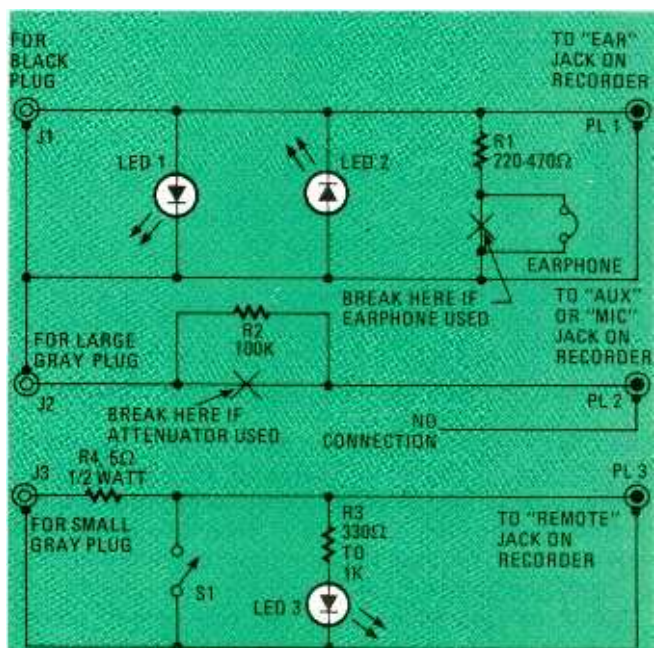 FOR
BLACK
PLUG
TO "EAR"
JACK ON
RECORDER
J1
PL 1
LED 1
LED 2
R1
220-470Ω
EARPHONE
BREAK HERE IF
EARPHONE USED
TO "AUX"
OR "MIC"
JACK ON
RECORDER
FOR LARGE
GRAY PLUG
R2
100K
J2
PL 2
BREAK HERE IF
ATTENUATOR USED
NO
CONNECTION
J3
R4, 6Ω
1/2 WATT
PL 3
FOR SMALL
GRAY PLUG
S1
R3
330Ω
TO
1K
LED 3
TO "REMOTE"
JACK ON
RECORDER